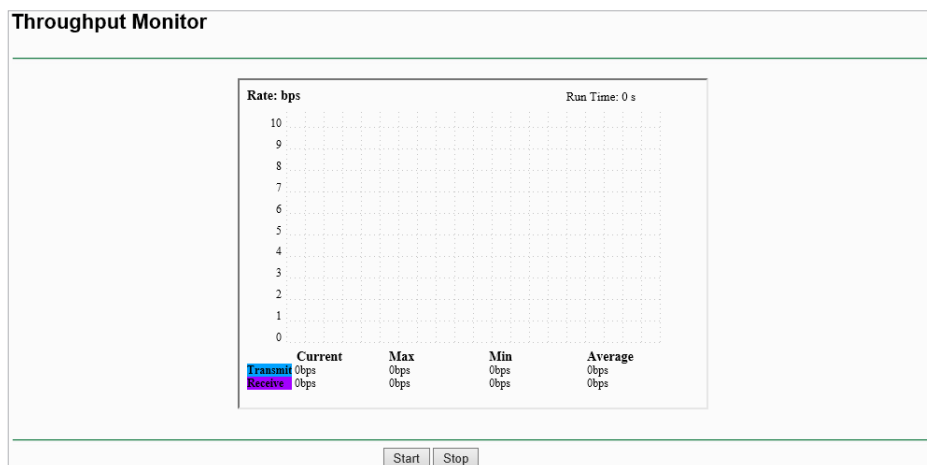 Throughput Monitor
Rate: bps Run Time: 0 s
10
9
8
7
6
5
4
3
2
1
0
Current Max Min Average
Transmit 0bps 0bps 0bps 0bps
Receive 0bps 0bps 0bps 0bps
Start Stop